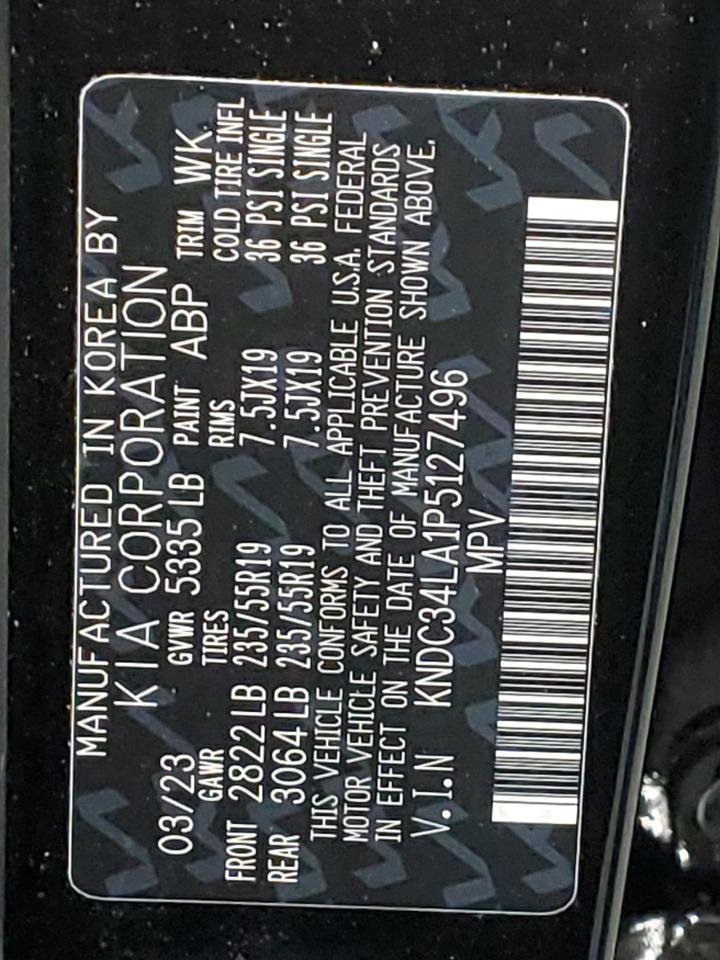 MANUFACTURED IN KOREA BY
KIA CORPORATION
03/23 GVWR 5335 LB PAINT ABP TRIM WK
GAWR TIRES RIMS COLD TIRE INFL
FRONT 2822 LB 235/55R19 7.5JX19 36 PSI SINGLE
REAR 3064 LB 235/55R19 7.5JX19 36 PSI SINGLE
THIS VEHICLE CONFORMS TO ALL APPLICABLE U.S.A. FEDERAL
MOTOR VEHICLE SAFETY AND THEFT PREVENTION STANDARDS
IN EFFECT ON THE DATE OF MANUFACTURE SHOWN ABOVE.
V.I.N KNDC34LA1P5127496
MPV